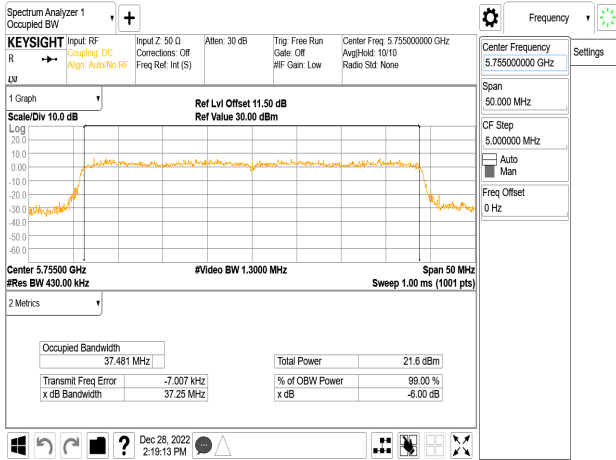 Spectrum Analyzer 1
Occupied BW
Frequency
KEYSIGHT
R
LXI
Input: RF
Coupling: DC
Align: Auto/No RF
Input Z: 50 Ω
Corrections: Off
Freq Ref: Int (S)
Atten: 30 dB
Trig: Free Run
Gate: Off
#IF Gain: Low
Center Freq: 5.755000000 GHz
Avg|Hold: 10/10
Radio Std: None
Center Frequency
5.755000000 GHz
Settings
Span
50.000 MHz
CF Step
5.000000 MHz
Auto
Man
Freq Offset
0 Hz
1 Graph
Ref Lvl Offset 11.50 dB
Scale/Div 10.0 dB
Ref Value 30.00 dBm
Log
20.0
10.0
0.00
-10.0
-20.0
-30.0
-40.0
-50.0
-60.0
Center 5.75500 GHz
#Video BW 1.3000 MHz
Span 50 MHz
#Res BW 430.00 kHz
Sweep 1.00 ms (1001 pts)
2 Metrics
Occupied Bandwidth
37.481 MHz
Total Power 21.6 dBm
Transmit Freq Error -7.007 kHz
% of OBW Power 99.00 %
x dB Bandwidth 37.25 MHz
x dB -6.00 dB
?
Dec 28, 2022
2:19:13 PM